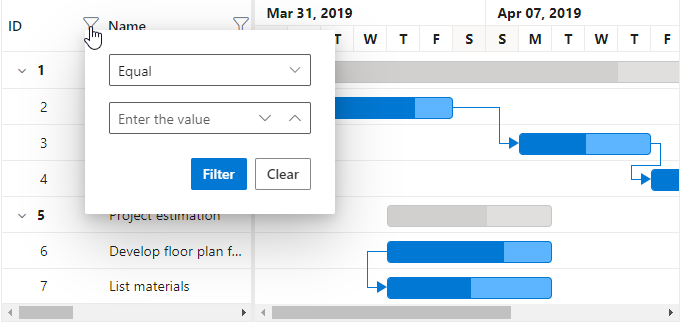 ID Name Mar 31, 2019 Apr 07, 2019
T W T F S S M T W T F
1
Equal
2
Enter the value
3
Filter Clear
4
5 Project estimation
6 Develop floor plan f...
7 List materials